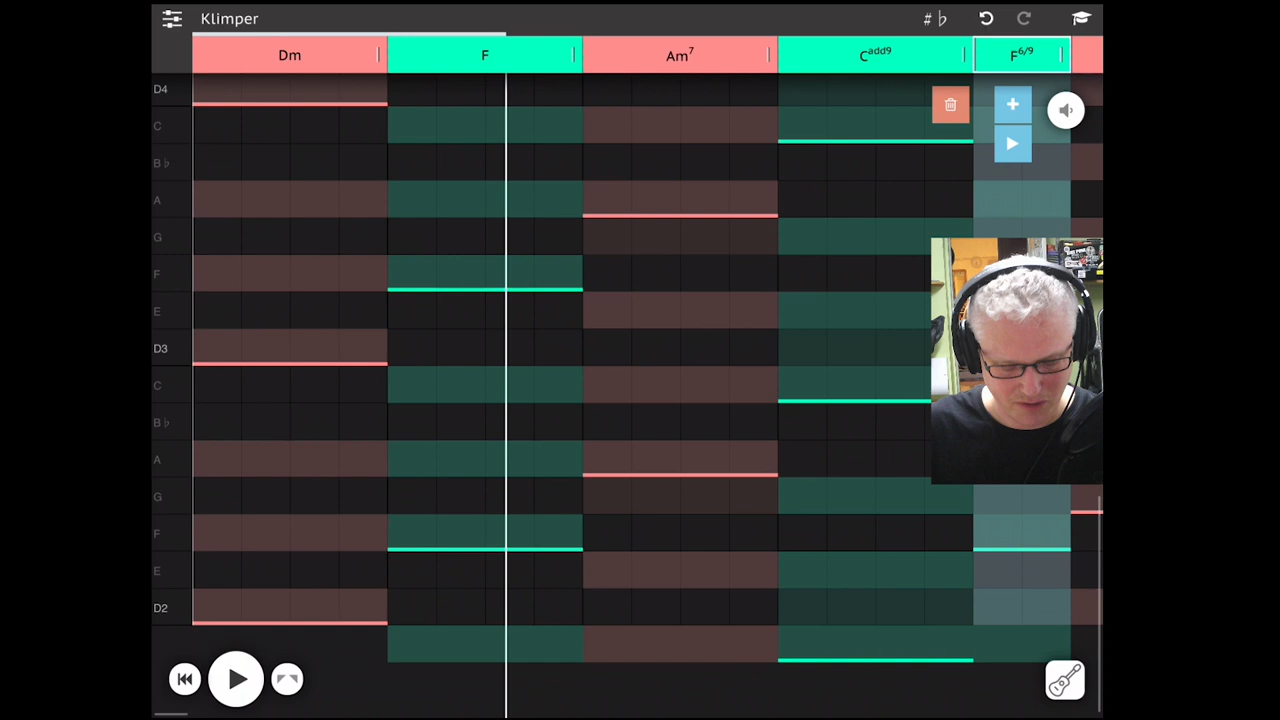 Klimper # ♭
Dm F Am7 Cadd9 F6/9
D4
C
B♭
A
G
F
E
D3
C
B♭
A
G
F
E
D2